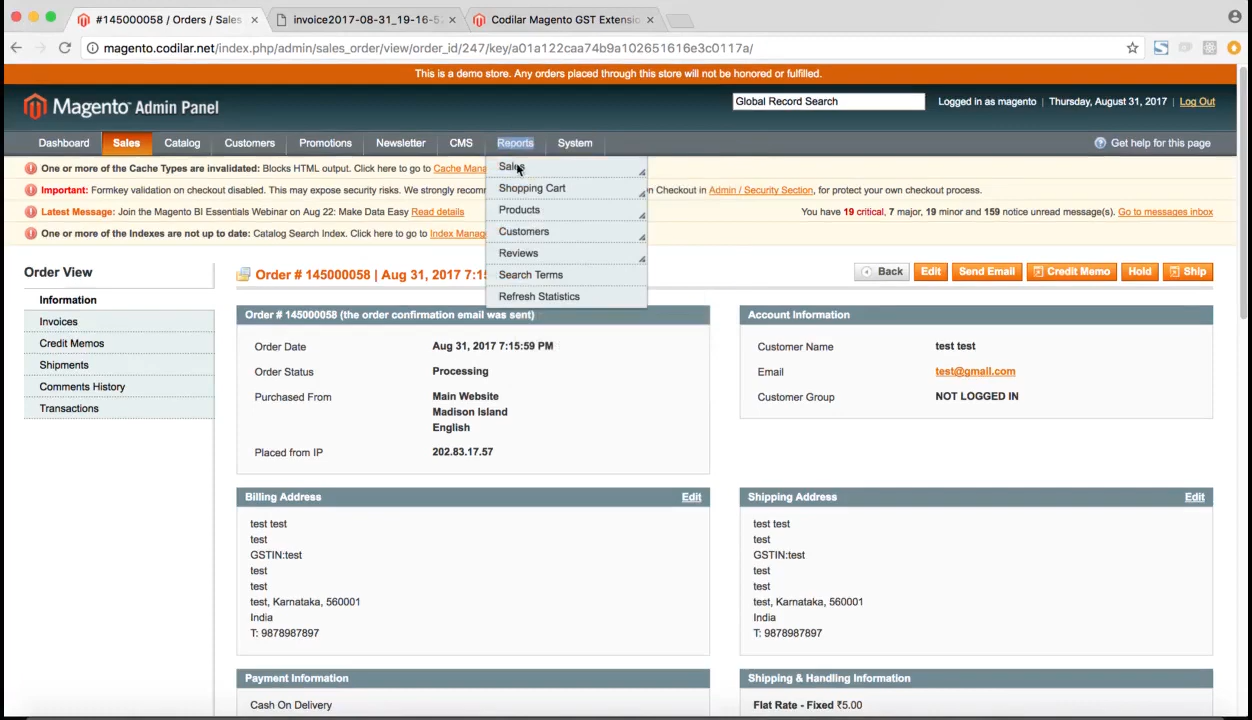 #145000058 / Orders / Sales
invoice2017-08-31_19-16-5
Codilar Magento GST Extensio
magento.codilar.net/index.php/admin/sales_order/view/order_id/247/key/a01a122caa74b9a102651616e3c0117a/
This is a demo store. Any orders placed through this store will not be honored or fulfilled.
Magento Admin Panel
Global Record Search
Logged in as magento | Thursday, August 31, 2017 | Log Out
Dashboard Sales Catalog Customers Promotions Newsletter CMS Reports System
Get help for this page
One or more of the Cache Types are invalidated: Blocks HTML output. Click here to go to Cache Mana
Important: Formkey validation on checkout disabled. This may expose security risks. We strongly recom
n Checkout in Admin / Security Section, for protect your own checkout process.
Latest Message: Join the Magento BI Essentials Webinar on Aug 22: Make Data Easy Read details
You have 19 critical, 7 major, 19 minor and 159 notice unread message(s). Go to messages inbox
One or more of the Indexes are not up to date: Catalog Search Index. Click here to go to Index Manag
Sales
Shopping Cart
Products
Customers
Reviews
Search Terms
Refresh Statistics
Order View
Information
Invoices
Credit Memos
Shipments
Comments History
Transactions
Order # 145000058 | Aug 31, 2017 7:15
Back Edit Send Email Credit Memo Hold Ship
Order # 145000058 (the order confirmation email was sent)
Order Date Aug 31, 2017 7:15:59 PM
Order Status Processing
Purchased From Main Website
Madison Island
English
Placed from IP 202.83.17.57
Account Information
Customer Name test test
Email test@gmail.com
Customer Group NOT LOGGED IN
Billing Address Edit
test test
test
GSTIN:test
test
test
test, Karnataka, 560001
India
T: 9878987897
Shipping Address Edit
test test
test
GSTIN:test
test
test
test, Karnataka, 560001
India
T: 9878987897
Payment Information
Cash On Delivery
Shipping & Handling Information
Flat Rate - Fixed ₹5.00